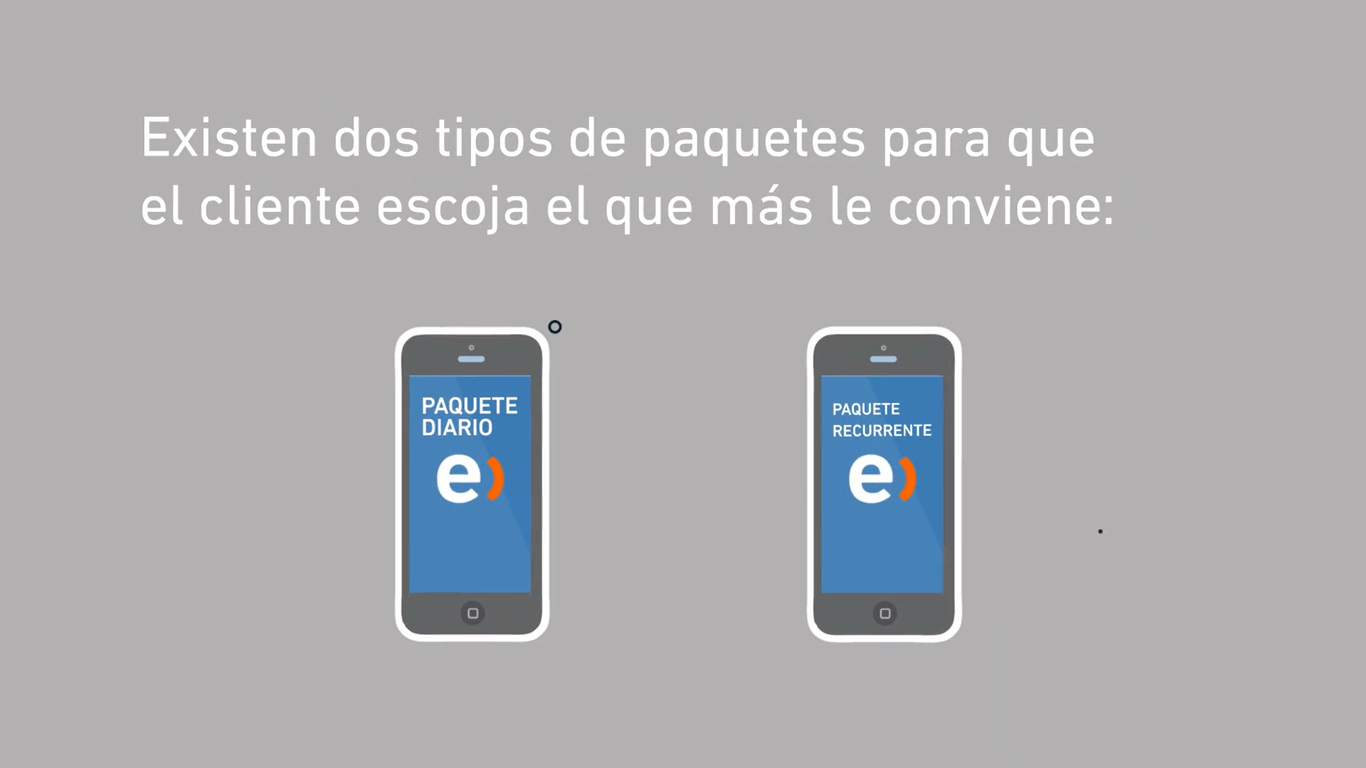 Existen dos tipos de paquetes para que
el cliente escoja el que más le conviene:
PAQUETE
DIARIO
e)
PAQUETE
RECURRENTE
e)